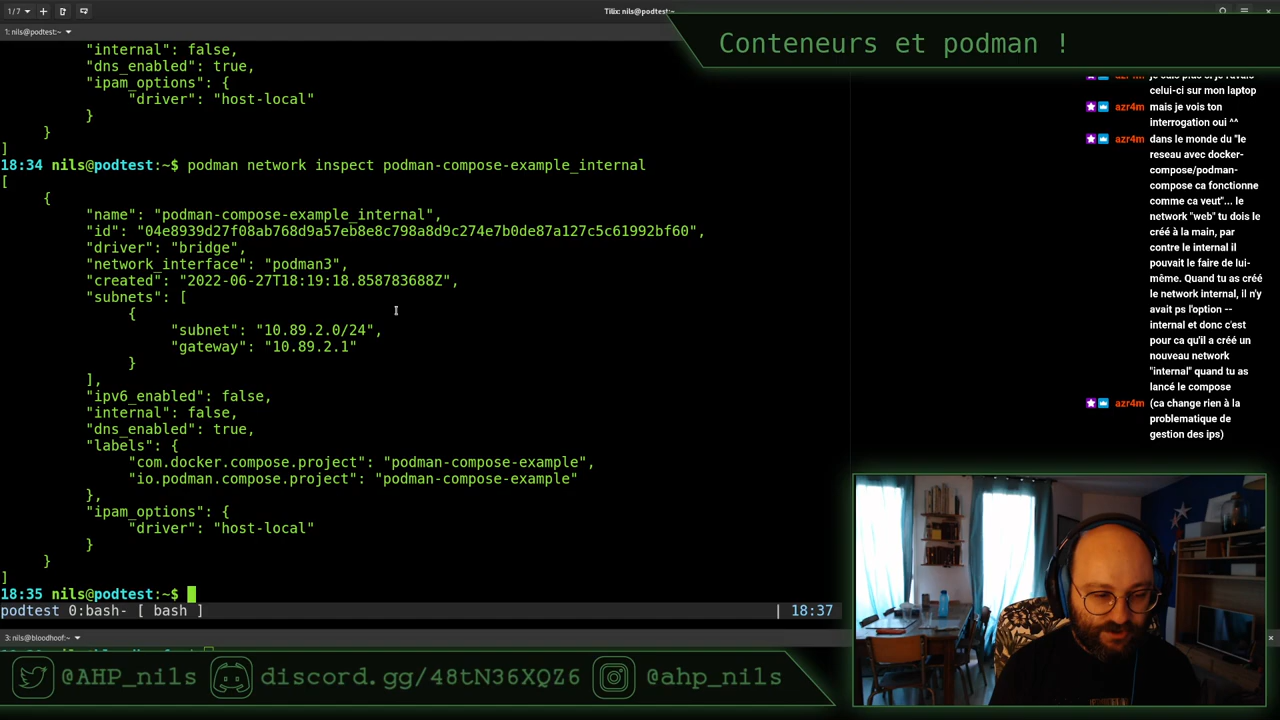 1/7
Tilix: nils@podtest:~
1: nils@podtest:~
Conteneurs et podman !
"internal": false,
"dns_enabled": true,
"ipam_options": {
"driver": "host-local"
}
}
]
18:34 nils@podtest:~$ podman network inspect podman-compose-example_internal
[
{
"name": "podman-compose-example_internal",
"id": "04e8939d27f08ab768d9a57eb8e8c798a8d9c274e7b0de87a127c5c61992bf60",
"driver": "bridge",
"network_interface": "podman3",
"created": "2022-06-27T18:19:18.858783688Z",
"subnets": [
{
"subnet": "10.89.2.0/24",
"gateway": "10.89.2.1"
}
],
"ipv6_enabled": false,
"internal": false,
"dns_enabled": true,
"labels": {
"com.docker.compose.project": "podman-compose-example",
"io.podman.compose.project": "podman-compose-example"
},
"ipam_options": {
"driver": "host-local"
}
}
]
18:35 nils@podtest:~$
podtest 0:bash- [ bash ] | 18:37
3: nils@bloodhoof:~
celui-ci sur mon laptop
azr4m mais je vois ton
interrogation oui ^^
azr4m dans le monde du "le
reseau avec docker-
compose/podman-
compose ca fonctionne
comme ca veut"... le
network "web" tu dois le
créé à la main, par
contre le internal il
pouvait le faire de lui-
même. Quand tu as créé
le network internal, il n'y
avait ps l'option --
internal et donc c'est
pour ca qu'il a créé un
nouveau network
"internal" quand tu as
lancé le compose
azr4m (ca change rien à la
problematique de
gestion des ips)
@AHP_nils discord.gg/48tN36XQZ6 @ahp_nils